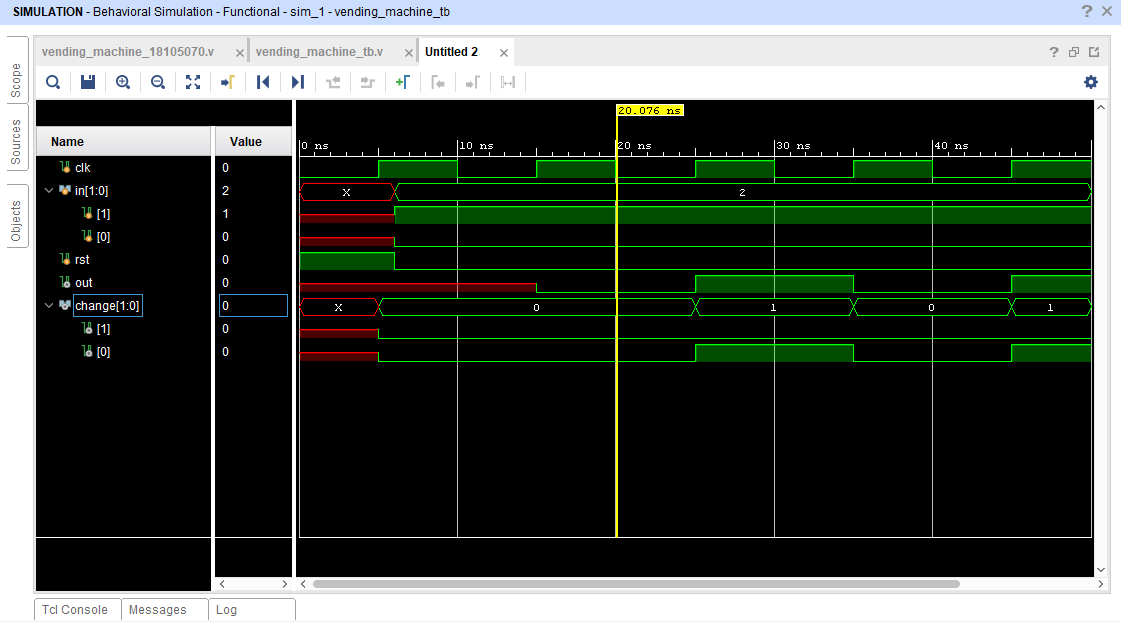 SIMULATION - Behavioral Simulation - Functional - sim_1 - vending_machine_tb ? ×
vending_machine_18105070.v × vending_machine_tb.v × Untitled 2 × ?
Scope
Sources
Objects
20.076 ns
Name Value
0 ns 10 ns 20 ns 30 ns 40 ns
clk 0
in[1:0] 2 X 2
[1] 1
[0] 0
rst 0
out 0
change[1:0] 0 X 0 1 0 1
[1] 0
[0] 0
Tcl Console Messages Log